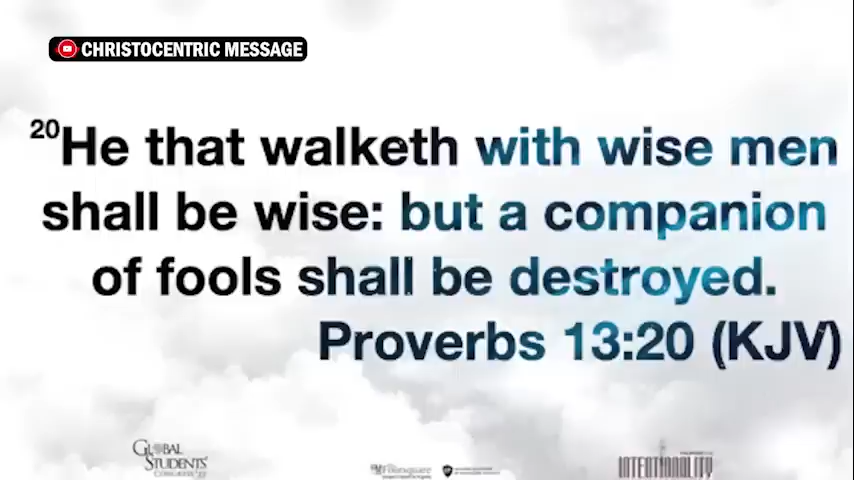 CHRISTOCENTRIC MESSAGE
20He that walketh with wise men
shall be wise: but a companion
of fools shall be destroyed.
Proverbs 13:20 (KJV)
GLOBAL
STUDENTS'
INTENTIONALITY